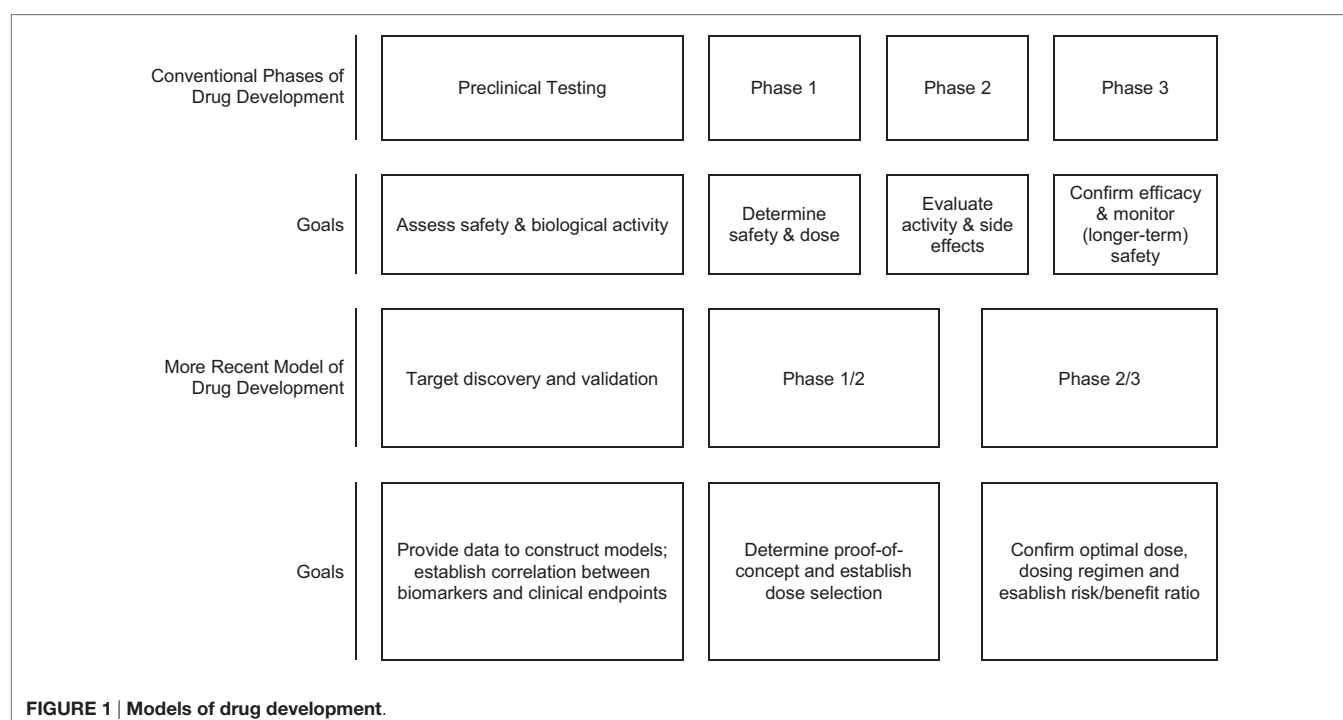 Conventional Phases of
Drug Development
Preclinical Testing
Phase 1
Phase 2
Phase 3
Goals
Assess safety & biological activity
Determine
safety & dose
Evaluate
activity & side
effects
Confirm efficacy
& monitor
(longer-term)
safety
More Recent Model of
Drug Development
Target discovery and validation
Phase 1/2
Phase 2/3
Goals
Provide data to construct models;
establish correlation between
biomarkers and clinical endpoints
Determine proof-of-
concept and establish
dose selection
Confirm optimal dose,
dosing regimen and
esablish risk/benefit ratio
FIGURE 1 | Models of drug development.